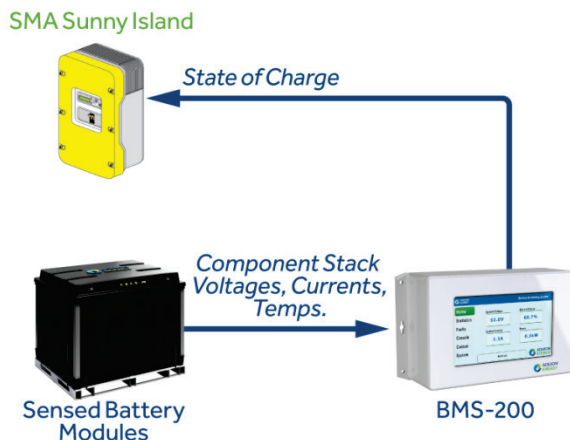 SMA Sunny Island
State of Charge
Component Stack
Voltages, Currents,
Temps.
Sensed Battery
Modules
BMS-200